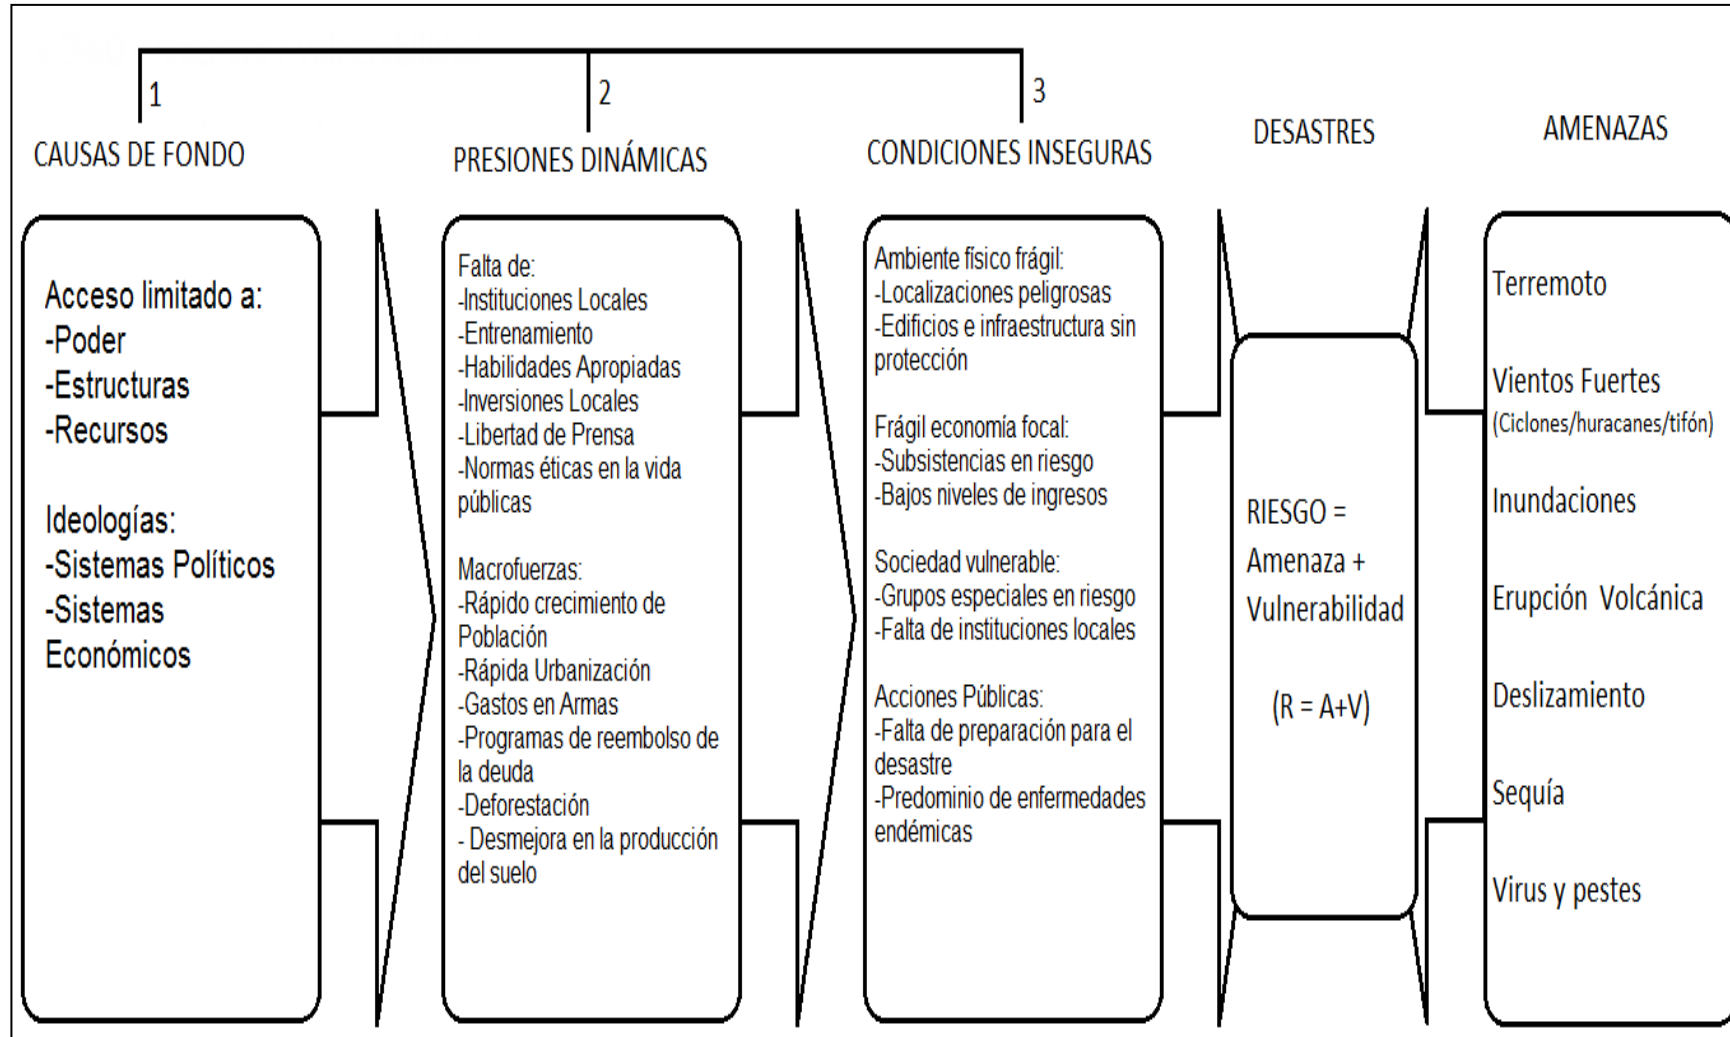 1
2
3
CAUSAS DE FONDO
PRESIONES DINÁMICAS
CONDICIONES INSEGURAS
DESASTRES
AMENAZAS
Acceso limitado a:
-Poder
-Estructuras
-Recursos
Ideologías:
-Sistemas Políticos
-Sistemas
Económicos
Falta de:
-Instituciones Locales
-Entrenamiento
-Habilidades Apropiadas
-Inversiones Locales
-Libertad de Prensa
-Normas éticas en la vida
públicas
Macrofuerzas:
-Rápido crecimiento de
Población
-Rápida Urbanización
-Gastos en Armas
-Programas de reembolso de
la deuda
-Deforestación
- Desmejora en la producción
del suelo
Ambiente físico frágil:
-Localizaciones peligrosas
-Edificios e infraestructura sin
protección
Frágil economía focal:
-Subsistencias en riesgo
-Bajos niveles de ingresos
Sociedad vulnerable:
-Grupos especiales en riesgo
-Falta de instituciones locales
Acciones Públicas:
-Falta de preparación para el
desastre
-Predominio de enfermedades
endémicas
RIESGO =
Amenaza +
Vulnerabilidad
(R = A+V)
Terremoto
Vientos Fuertes
(Ciclones/huracanes/tifón)
Inundaciones
Erupción Volcánica
Deslizamiento
Sequía
Virus y pestes